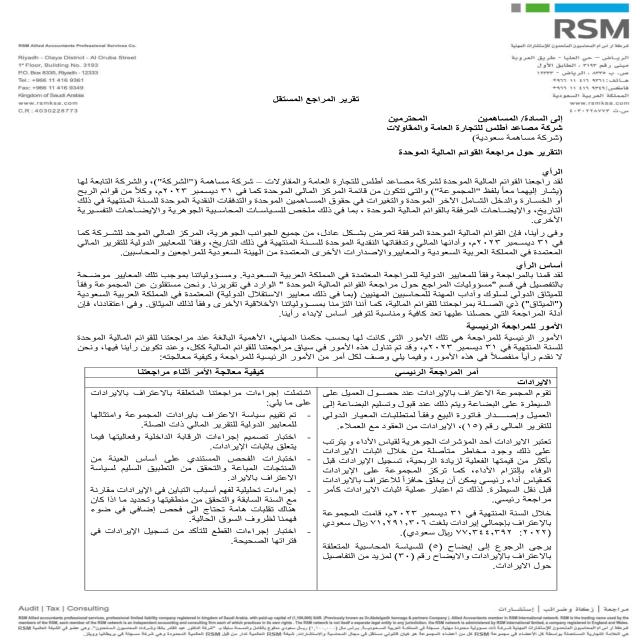 RSM
RSM Allied Accountants Professional Services Co.
Riyadh - Olaya District - Al Oruba Street
1st Floor, Building No. 3193
P.O. Box 8335, Riyadh - 12333
Tel.: +966 11 416 9361
Fax: +966 11 416 9349
Kingdom of Saudi Arabia
www.rsmksa.com
C.R: 4030228773
شركة ار اس ام المحاسبون المتحدون للإستشارات المهنية
الرياض – حي العليا – طريق العروبة
مبنى رقم ٣١٩٣ ، الطابق الأول
ص.ب ٨٣٣٥ ، الرياض - ١٢٣٣٣
هاتف: ٩٣٦١ ٤١٦ ١١ ٩٦٦+
فاكس: ٩٣٤٩ ٤١٦ ١١ ٩٦٦+
المملكة العربية السعودية
www.rsmksa.com
س.ت ٤٠٣٠٢٢٨٧٧٣
تقرير المراجع المستقل
إلى السادة/ المساهمين المحترمين
شركة مصاعد أطلس للتجارة العامة والمقاولات
(شركة مساهمة سعودية)
التقرير حول مراجعة القوائم المالية الموحدة
الرأي
لقد راجعنا القوائم المالية الموحدة لشركة مصاعد أطلس للتجارة العامة والمقاولات – شركة مساهمة ("الشركة")، والشركة التابعة لها
(يشار إليهما معاً بلفظ "المجموعة") والتي تتكون من قائمة المركز المالي الموحدة كما في ٣١ ديسمبر ٢٠٢٣م، وكلاً من قوائم الربح
أو الخسارة والدخل الشامل الآخر الموحدة والتغيرات في حقوق المساهمين الموحدة والتدفقات النقدية الموحدة للسنة المنتهية في ذلك
التاريخ، والإيضاحات المرفقة بالقوائم المالية الموحدة ، بما في ذلك ملخص للسياسات المحاسبية الجوهرية والإيضاحات التفسيرية
الأخرى.
وفي رأينا، فإن القوائم المالية الموحدة المرفقة تعرض بشكل عادل، من جميع الجوانب الجوهرية، المركز المالي الموحد للشركة كما
في ٣١ ديسمبر ٢٠٢٣م، وأدائها المالي وتدفقاتها النقدية الموحدة للسنة المنتهية في ذلك التاريخ، وفقاً للمعايير الدولية للتقرير المالي
المعتمدة في المملكة العربية السعودية والمعايير والإصدارات الأخرى المعتمدة من الهيئة السعودية للمراجعين والمحاسبين.
أساس الرأي
لقد قمنا بالمراجعة وفقاً للمعايير الدولية للمراجعة المعتمدة في المملكة العربية السعودية. ومسؤولياتنا بموجب تلك المعايير موضحة
بالتفصيل في قسم "مسؤوليات المراجع حول مراجعة القوائم المالية الموحدة " الوارد في تقريرنا. ونحن مستقلون عن المجموعة وفقاً
للميثاق الدولي لسلوك وآداب المهنة للمحاسبين المهنيين (بما في ذلك معايير الاستقلال الدولية) المعتمدة في المملكة العربية السعودية
("الميثاق") ذي الصلة بمراجعتنا للقوائم المالية، كما أننا التزمنا بمسؤولياتنا الأخلاقية الأخرى وفقاً لذلك الميثاق. وفي اعتقادنا، فإن
أدلة المراجعة التي حصلنا عليها تعد كافية ومناسبة لتوفير أساس لإبداء رأينا.
الأمور للمراجعة الرئيسية
الأمور الرئيسية للمراجعة هي تلك الأمور التي كانت لها بحسب حكمنا المهني، الأهمية البالغة عند مراجعتنا للقوائم المالية الموحدة
للسنة المنتهية في ٣١ ديسمبر ٢٠٢٣م، وقد تم تناول هذه الأمور في سياق مراجعتنا للقوائم المالية ككل، وعند تكوين رأينا فيها، ونحن
لا نقدم رأياً منفصلاً في هذه الأمور، وفيما يلي وصف لكل أمر من الأمور الرئيسية للمراجعة وكيفية معالجته:
أمر المراجعة الرئيسي
الإيرادات
تقوم المجموعة الاعتراف بالإيرادات عند حصول العميل على
السيطرة على البضاعة ويتم ذلك عند قبول وتسليم البضاعة إلى
العميل وإصدار فاتورة البيع وفقاً لمتطلبات المعيار الدولي
للتقرير المالي رقم (١٥)، الإيرادات من العقود مع العملاء.
تعتبر الايرادات أحد المؤشرات الجوهرية لقياس الأداء و يترتب
على ذلك وجود مخاطر متأصلة من خلال اثبات الايرادات
بأكثر من قيمتها الفعلية لزيادة الربحية، تسجيل الإيرادات قبل
الوفاء بالتزام الأداء، كما تركز المجموعة على الإيرادات
كمقياس أداء رئيسي يمكن أن يخلق حافزاً للاعتراف بالإيرادات
قبل نقل السيطرة. لذلك تم اعتبار عملية اثبات الايرادات كأمر
مراجعة رئيسي.
خلال السنة المنتهية في ٣١ ديسمبر ٢٠٢٣م، قامت المجموعة
بالإعتراف بإجمالي إيرادات بلغت ٧١,٢٩١,٣٠٦ ريال سعودي
(٢٠٢٢: ٧٧,٣٤٤,٣٩٢ ريال سعودي).
يرجى الرجوع إلى إيضاح (٥) للسياسة المحاسبية المتعلقة
بالاعتراف بالإيرادات والإيضاح رقم (٣٠) لمزيد من التفاصيل
حول الايرادات.
كيفية معالجة الأمر أثناء مراجعتنا
اشتملت إجراءات مراجعتنا المتعلقة بالاعتراف بالإيرادات
على ما يلي:
- تم تقييم سياسة الاعتراف بايرادات المجموعة وامتثالها
للمعايير الدولية للتقرير المالي ذات الصلة.
- اختبار تصميم إجراءات الرقابة الداخلية وفعاليتها فيما
يتعلق باثبات الإيرادات.
- اختبارات الفحص المستندي على أساس العينة من
المنتجات المباعة والتحقق من التطبيق السليم لسياسة
الاعتراف بالايراد.
- إجراءات تحليلية لفهم أسباب التباين في الإيرادات مقارنة
مع السنة السابقة والتحقق من منطقيتها وتحديد ما اذا كان
هناك تقلبات هامة تحتاج الى فحص إضافي في ضوء
فهمنا لظروف السوق الحالية.
- اختبار إجراءات القطع للتأكد من تسجيل الإيرادات في
فتراتها الصحيحة.
Audit | Tax | Consulting
المراجعة | زكاة وضرائب | إستشارات